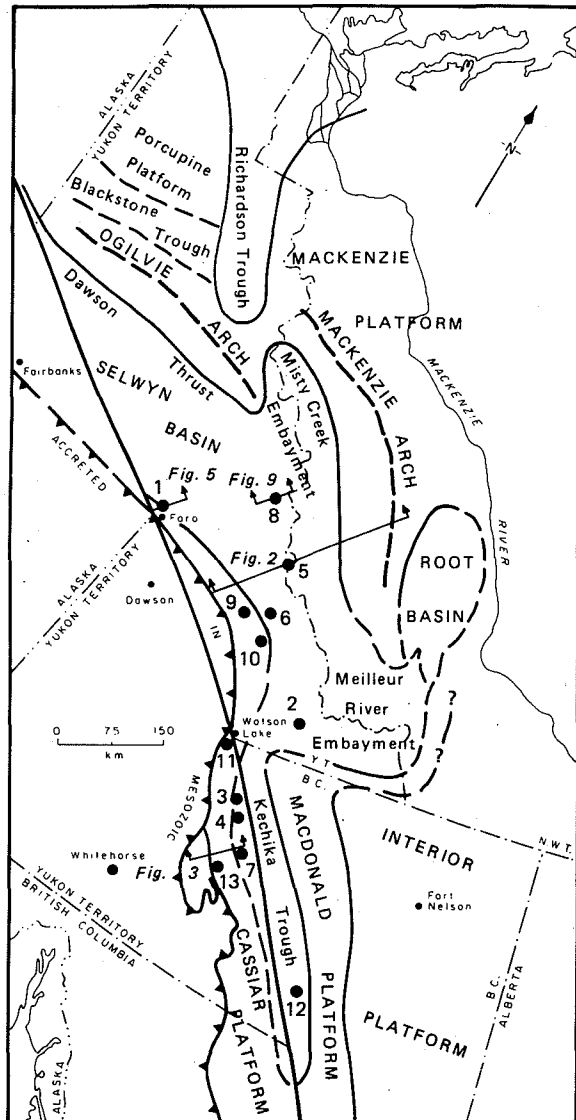 ALASKA
YUKON TERRITORY
Porcupine
Platform
Blackstone
Trough
OGILVIE
ARCH
Richardson Trough
N
MACKENZIE
PLATFORM
MACKENZIE
ARCH
MACKENZIE
RIVER
Dawson
Thrust
Fairbanks
SELWYN
BASIN
Misty Creek
Embayment
ACCRETED
IN
MESOZOIC
1
Fig. 5
Fig. 9
8
Faro
Fig. 2
5
ROOT
BASIN
ALASKA
YUKON TERRITORY
Dawson
9
6
10
2
Meilleur
River
Embayment
?
?
0 75 150
km
Watson
Lake
11
Y.T.
B.C.
N.W.T.
3
4
Kechika
Trough
MACDONALD
PLATFORM
INTERIOR
PLATFORM
Whitehorse
Fig. 3
7
13
Fort
Nelson
YUKON TERRITORY
BRITISH COLUMBIA
CASSIAR
PLATFORM
12
B.C.
ALBERTA
ALASKA